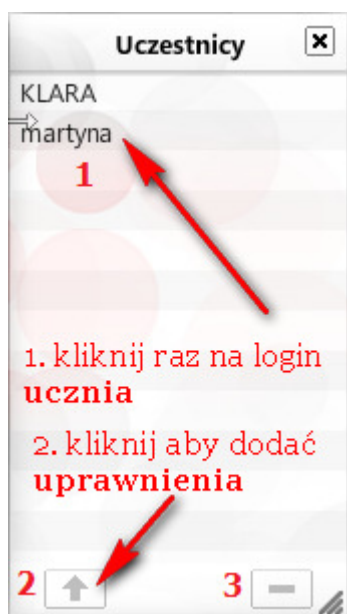 Uczestnicy
KLARA
martyna
1
1. kliknij raz na login
ucznia
2. kliknij aby dodać
uprawnienia
2
3